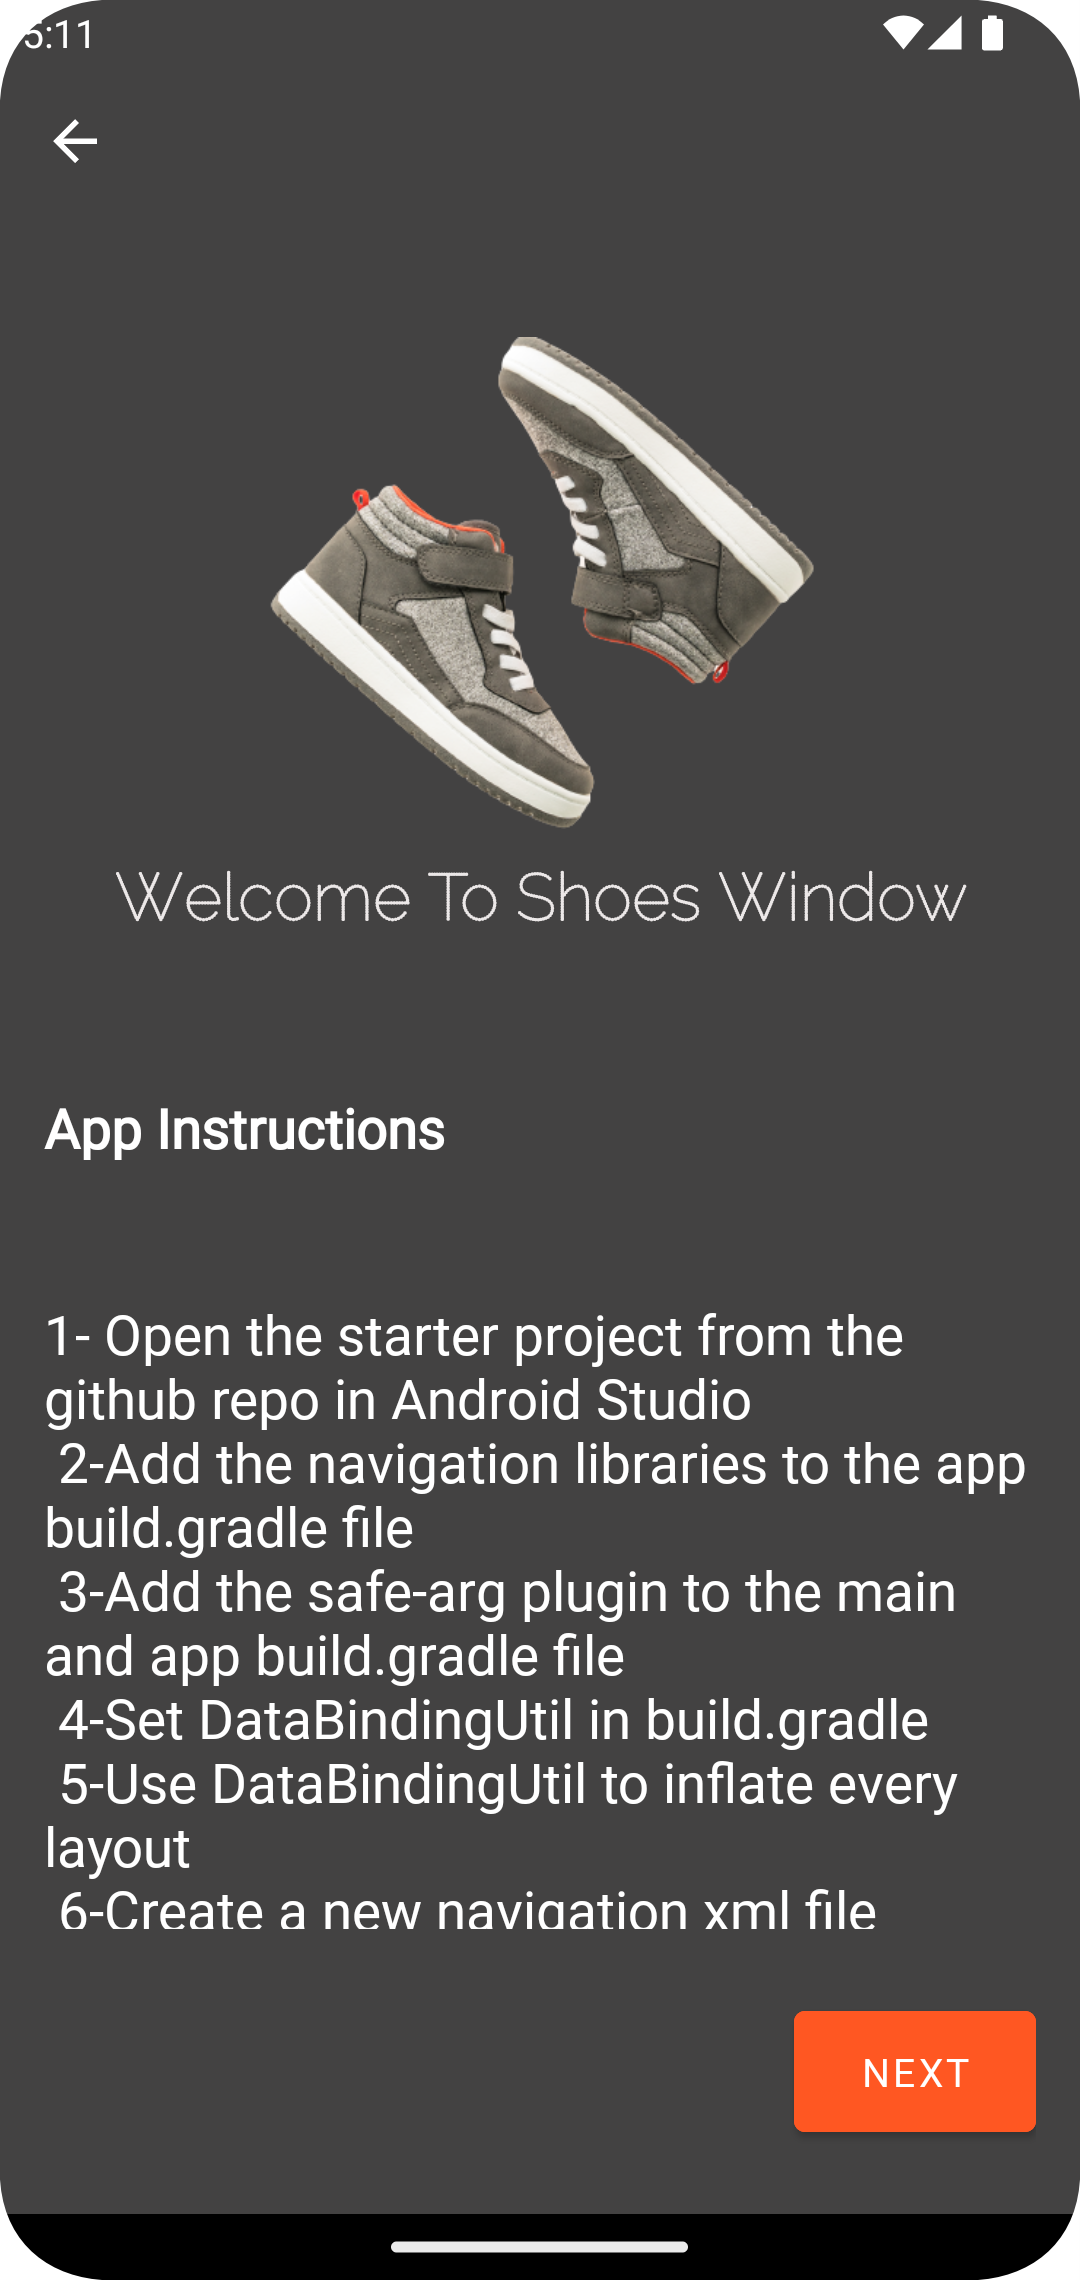 5:11
Welcome To Shoes Window
App Instructions
1- Open the starter project from the
github repo in Android Studio
2-Add the navigation libraries to the app
build.gradle file
3-Add the safe-arg plugin to the main
and app build.gradle file
4-Set DataBindingUtil in build.gradle
5-Use DataBindingUtil to inflate every
layout
6-Create a new navigation xml file
NEXT